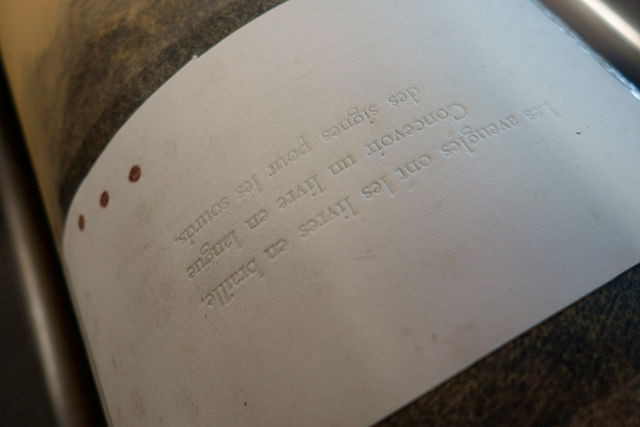 Les aveugles ont les livres en braille.
Concevoir un livre en langue
des signes pour les sourds.